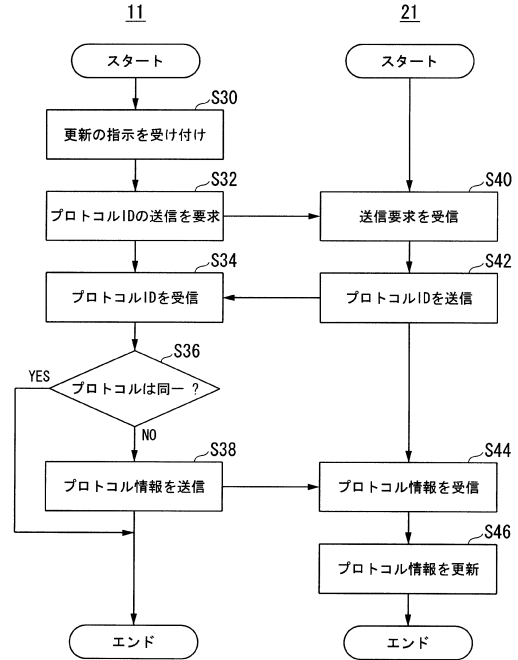 11
21
スタート
スタート
S30
更新の指示を受け付け
S32
プロトコルIDの送信を要求
S40
送信要求を受信
S34
プロトコルIDを受信
S42
プロトコルIDを送信
S36
YES
プロトコルは同一 ?
NO
S38
プロトコル情報を送信
S44
プロトコル情報を受信
S46
プロトコル情報を更新
エンド
エンド